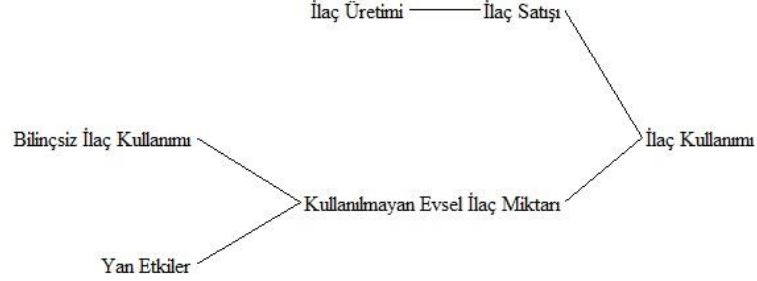 İlaç Üretimi
İlaç Satışı
Bilinçsiz İlaç Kullanımı
İlaç Kullanımı
Kullanılmayan Evsel İlaç Miktarı
Yan Etkiler